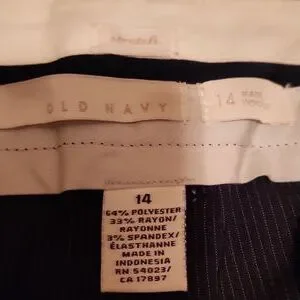 OLD NAVY
14
14
64% POLYESTER
33% RAYON/
RAYONNE
3% SPANDEX/
ÉLASTHANNE
MADE IN
INDONESIA
RN 54023/
CA 17897